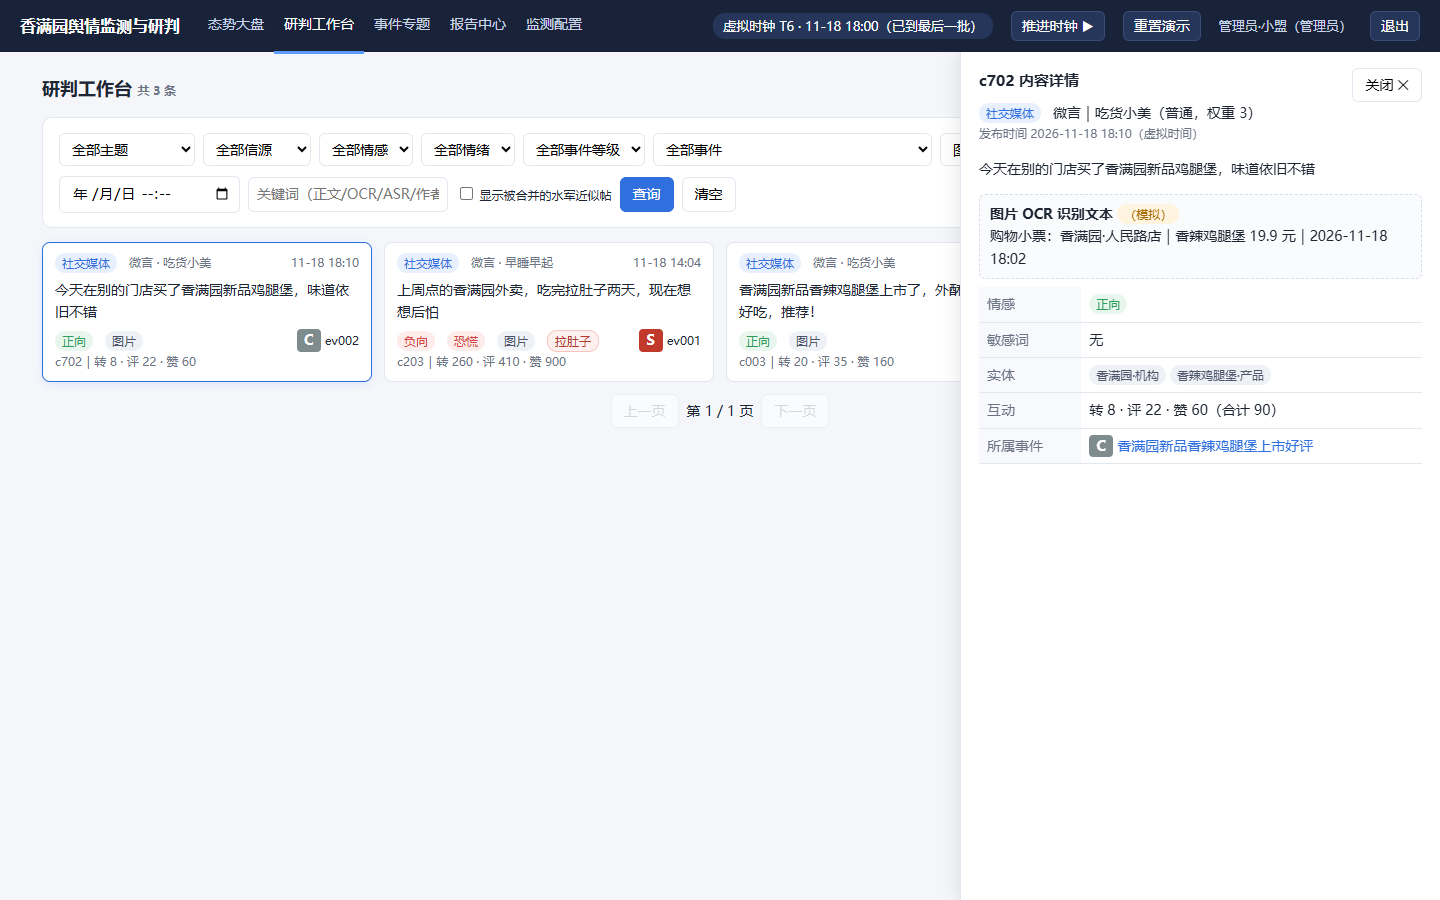 香满园舆情监测与研判 态势大盘 研判工作台 事件专题 报告中心 监测配置 虚拟时钟 T6 · 11-18 18:00（已到最后一批） 推进时钟 ▶ 重置演示 管理员·小盟（管理员） 退出
研判工作台 共 3 条
全部主题 全部信源 全部情感 全部情绪 全部事件等级 全部事件
年 /月/日 --:-- 关键词（正文/OCR/ASR/作者 显示被合并的水军近似帖 查询 清空
社交媒体 微言 · 吃货小美 11-18 18:10
今天在别的门店买了香满园新品鸡腿堡，味道依
旧不错
正向 图片 C ev002
c702 | 转 8 · 评 22 · 赞 60
社交媒体 微言 · 早睡早起 11-18 14:04
上周点的香满园外卖，吃完拉肚子两天，现在想
想后怕
负向 恐慌 图片 拉肚子 S ev001
c203 | 转 260 · 评 410 · 赞 900
社交媒体 微言 · 吃货小美
香满园新品香辣鸡腿堡上市了，外酥
好吃，推荐！
正向 图片
c003 | 转 20 · 评 35 · 赞 160
上一页 第 1 / 1 页 下一页
c702 内容详情 关闭 ✕
社交媒体 微言 | 吃货小美（普通，权重 3）
发布时间 2026-11-18 18:10（虚拟时间）
今天在别的门店买了香满园新品鸡腿堡，味道依旧不错
图片 OCR 识别文本 （模拟）
购物小票：香满园·人民路店 | 香辣鸡腿堡 19.9 元 | 2026-11-18
18:02
情感 正向
敏感词 无
实体 香满园·机构 香辣鸡腿堡·产品
互动 转 8 · 评 22 · 赞 60（合计 90）
所属事件 C 香满园新品香辣鸡腿堡上市好评